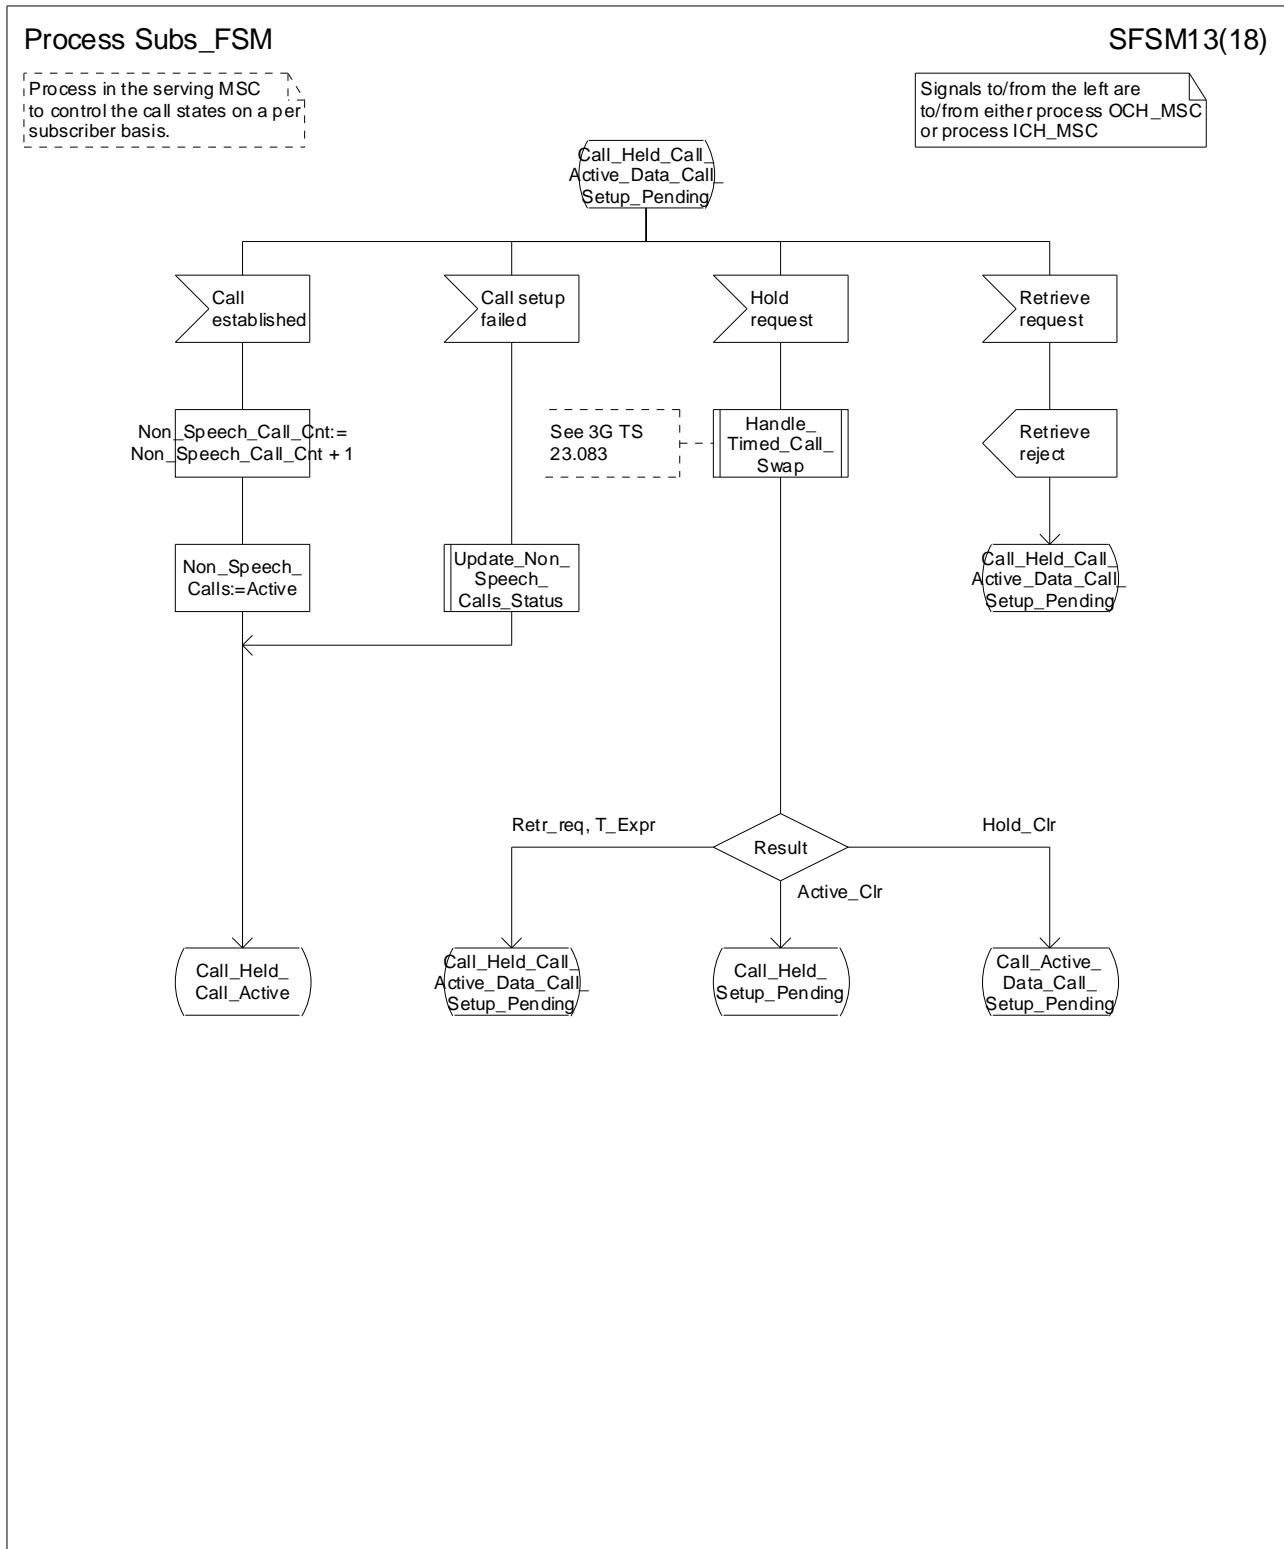 Process Subs_FSM
SFSM13(18)
Process in the serving MSC
to control the call states on a per
subscriber basis.
Signals to/from the left are
to/from either process OCH_MSC
or process ICH_MSC
Call_Held_Call_
Active_Data_Call_
Setup_Pending
Call
established
Call setup
failed
Hold
request
Retrieve
request
Non_Speech_Call_Cnt:=
Non_Speech_Call_Cnt + 1
See 3G TS
23.083
Handle_
Timed_Call_
Swap
Retrieve
reject
Non_Speech_
Calls:=Active
Update_Non_
Speech_
Calls_Status
Call_Held_Call_
Active_Data_Call_
Setup_Pending
Retr_req, T_Expr
Result
Hold_Clr
Active_Clr
Call_Held_
Call_Active
Call_Held_Call_
Active_Data_Call_
Setup_Pending
Call_Held_
Setup_Pending
Call_Active_
Data_Call_
Setup_Pending